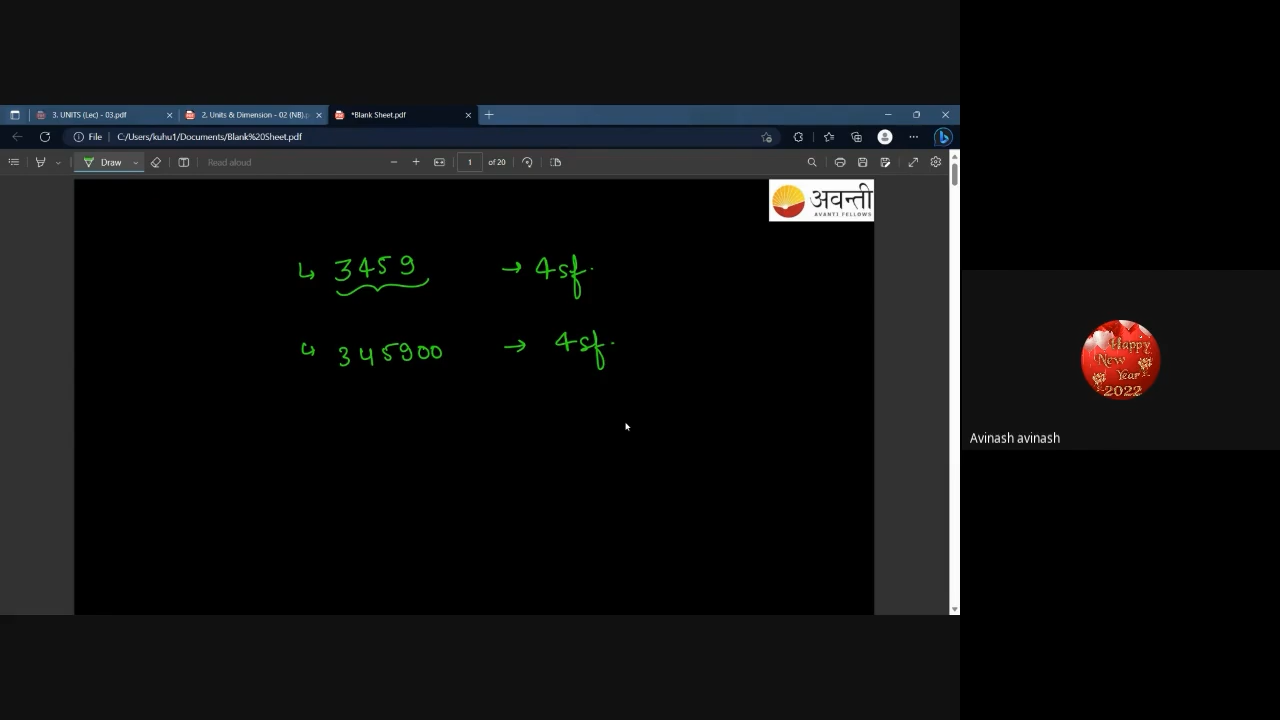 3. UNITS (Lec) - 03.pdf
2. Units & Dimension - 02 (NB).p
*Blank Sheet.pdf
File
C:/Users/kuhu1/Documents/Blank%20Sheet.pdf
Draw
Read aloud
1 of 20
अवन्ती
AVANTI FELLOWS
↳ 3459 → 4sf.
↳ 345900 → 4sf.
Happy
New
Year
2022
Avinash avinash